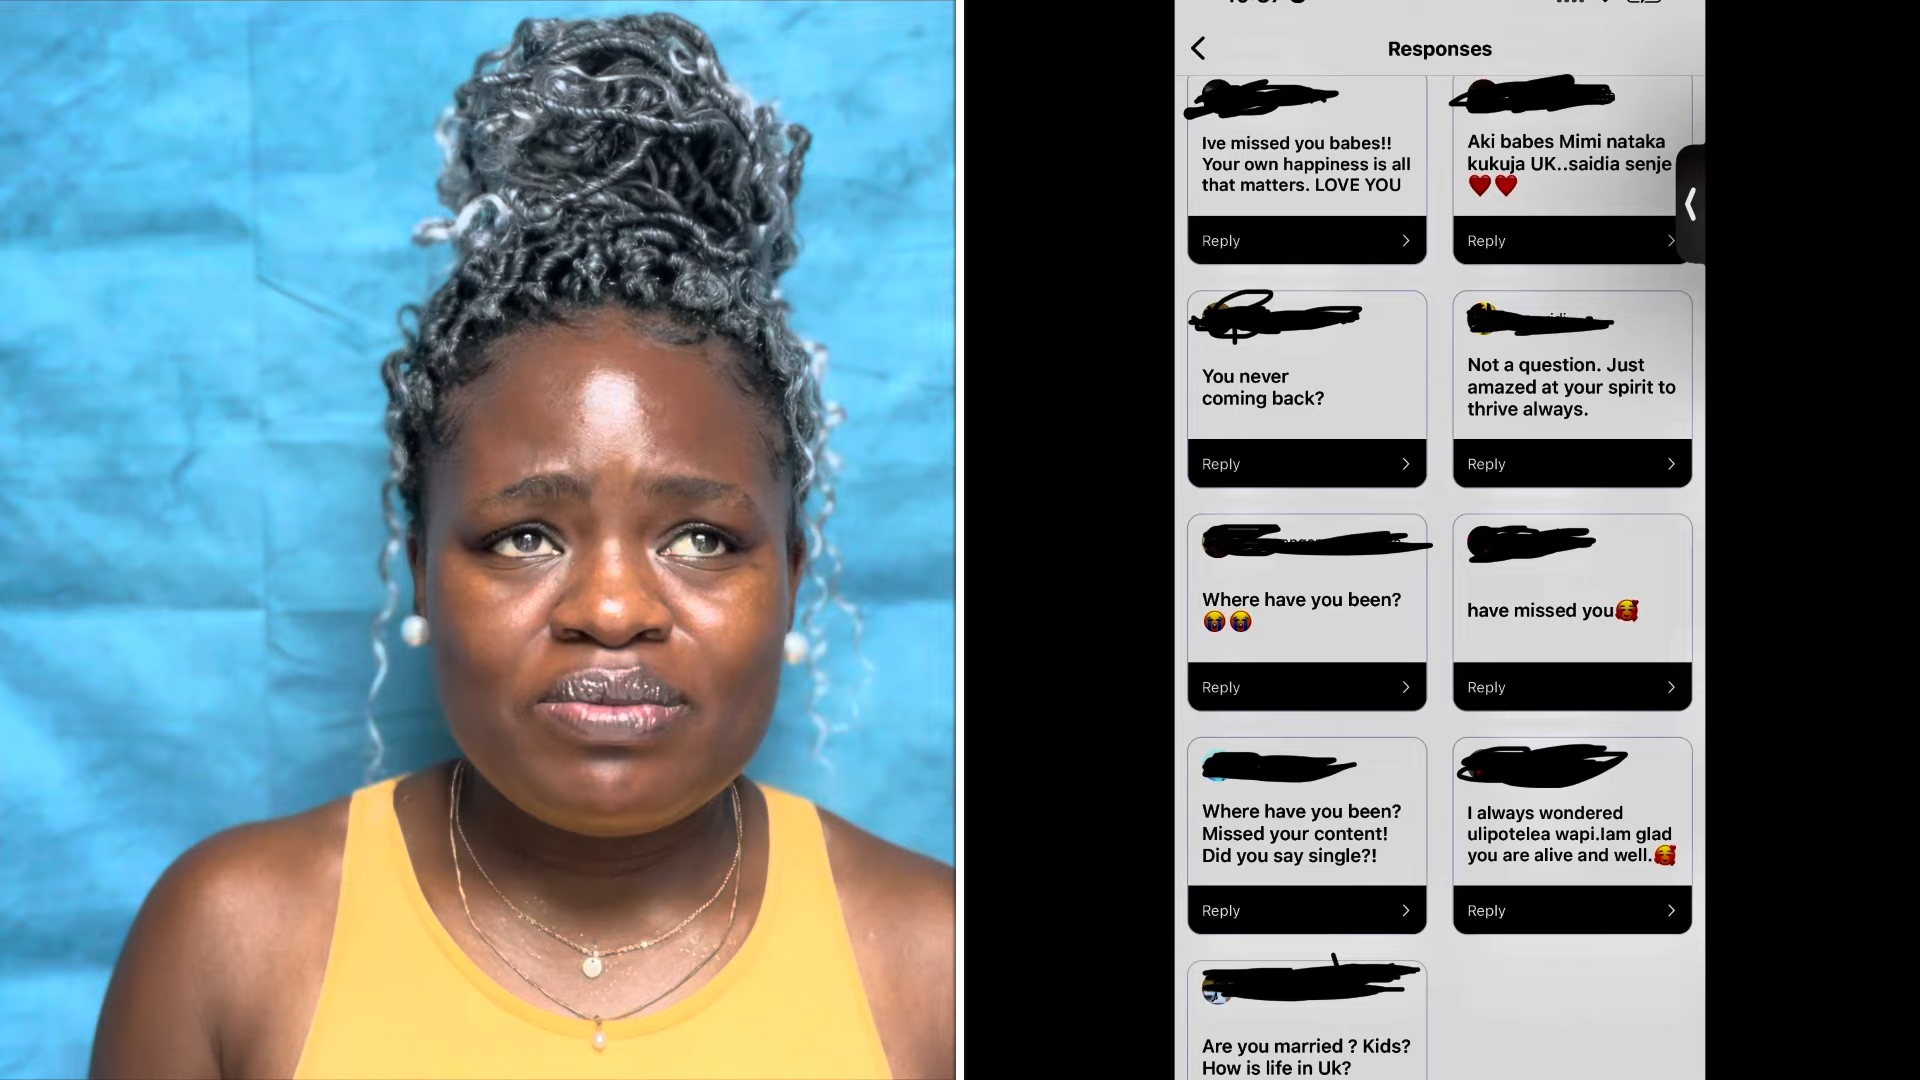 Responses
Ive missed you babes!!
Your own happiness is all
that matters. LOVE YOU
Reply
Aki babes Mimi nataka
kukuja UK..saidia senje
❤️❤️
Reply
You never
coming back?
Reply
Not a question. Just
amazed at your spirit to
thrive always.
Reply
Where have you been?
😭😭
Reply
have missed you🥰
Reply
Where have you been?
Missed your content!
Did you say single?!
Reply
I always wondered
ulipotelea wapi.Iam glad
you are alive and well.🥰
Reply
Are you married ? Kids?
How is life in Uk?